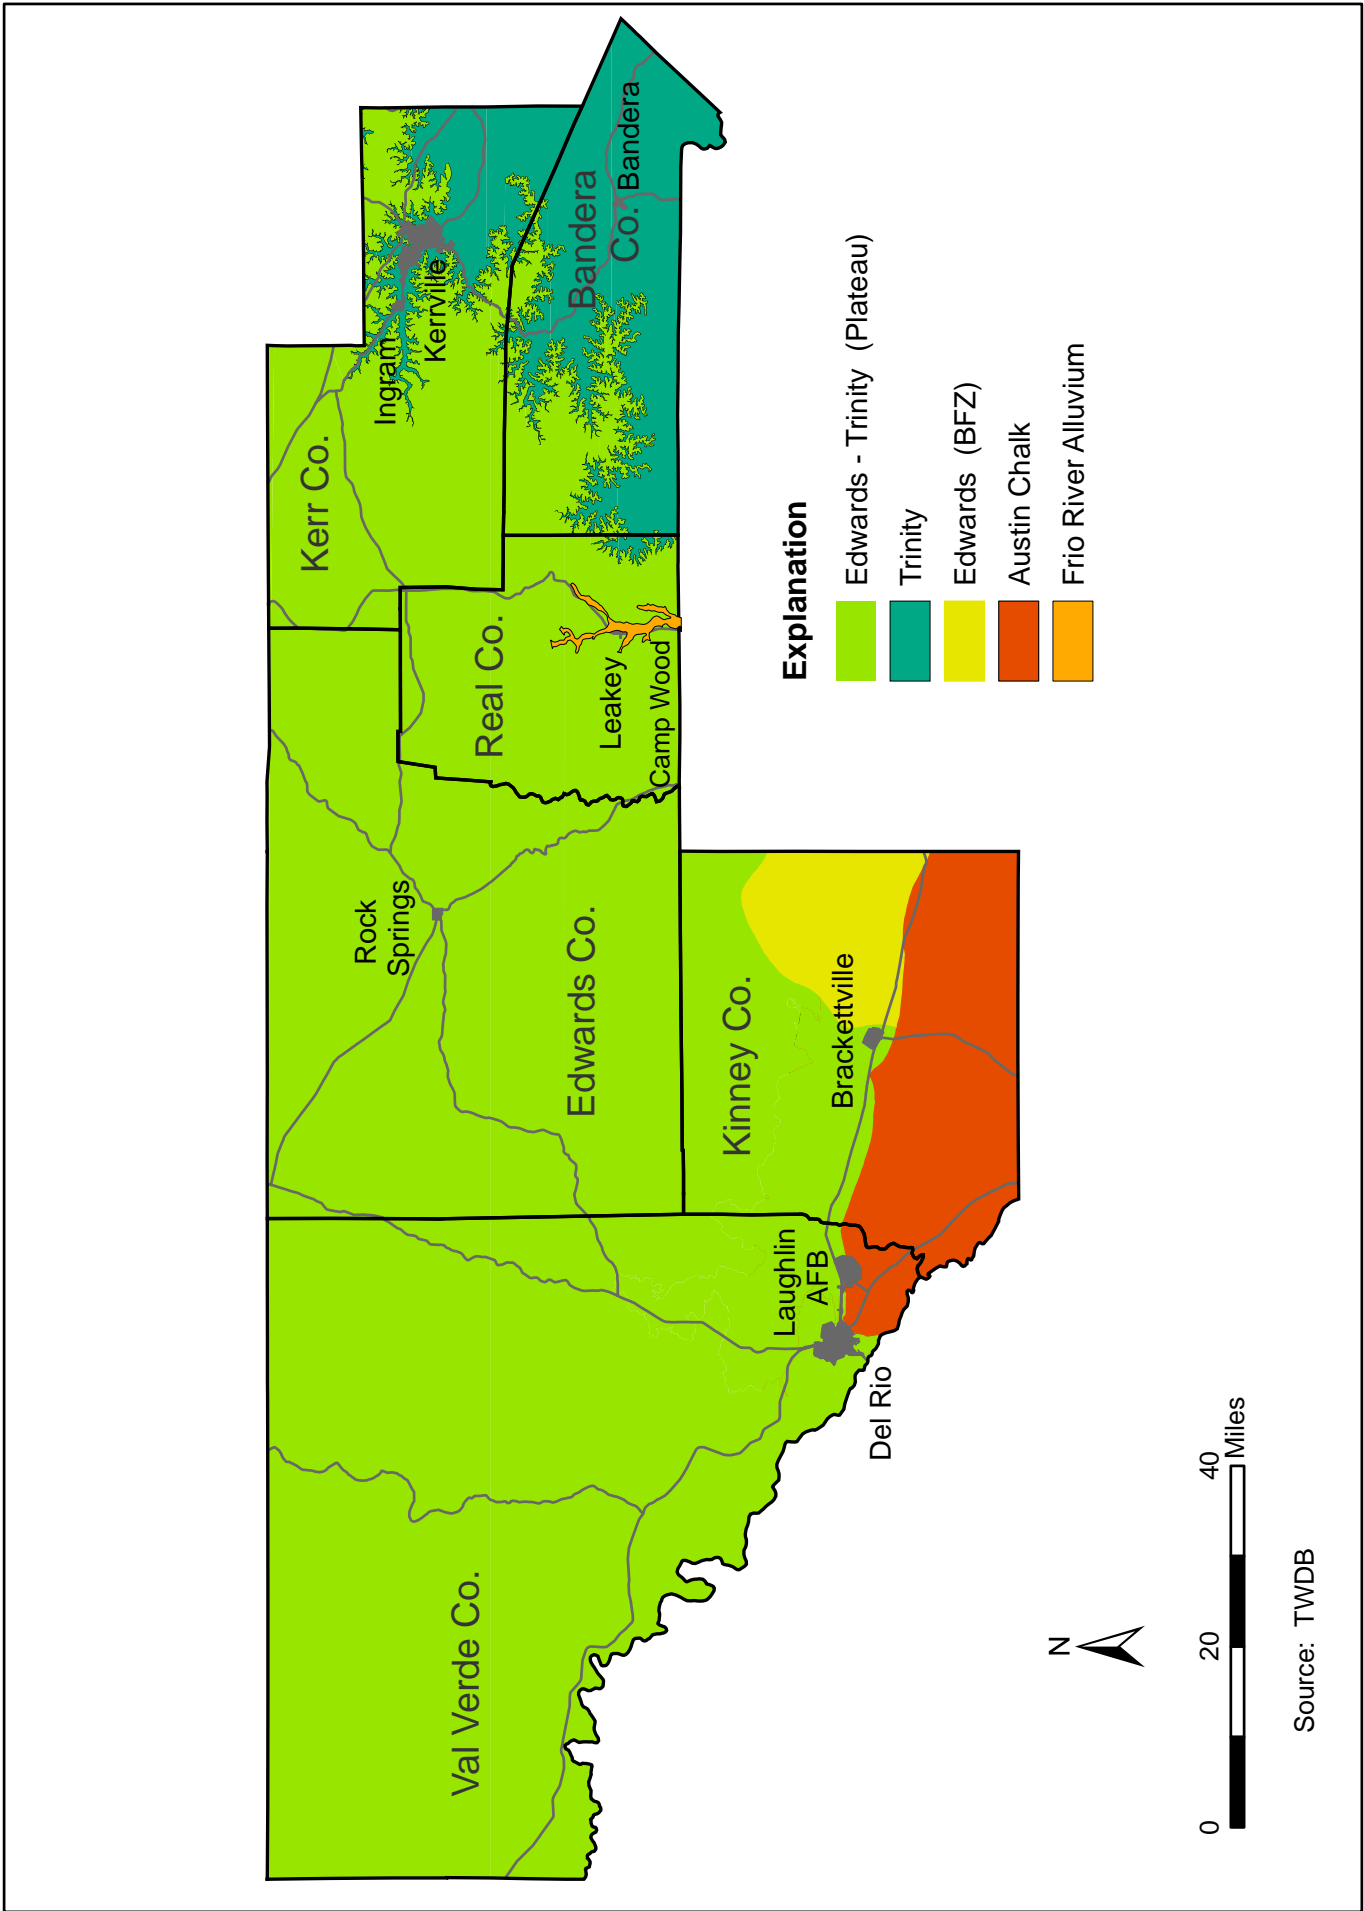 Val Verde Co.
Edwards Co.
Rock
Springs
Kerr Co.
Ingram
Kerrville
Real Co.
Leakey
Camp Wood
Bandera
Co.
Bandera
Kinney Co.
Brackettville
Laughlin
AFB
Del Rio
Explanation
Edwards - Trinity (Plateau)
Trinity
Edwards (BFZ)
Austin Chalk
Frio River Alluvium
N
0 20 40
Miles
Source: TWDB